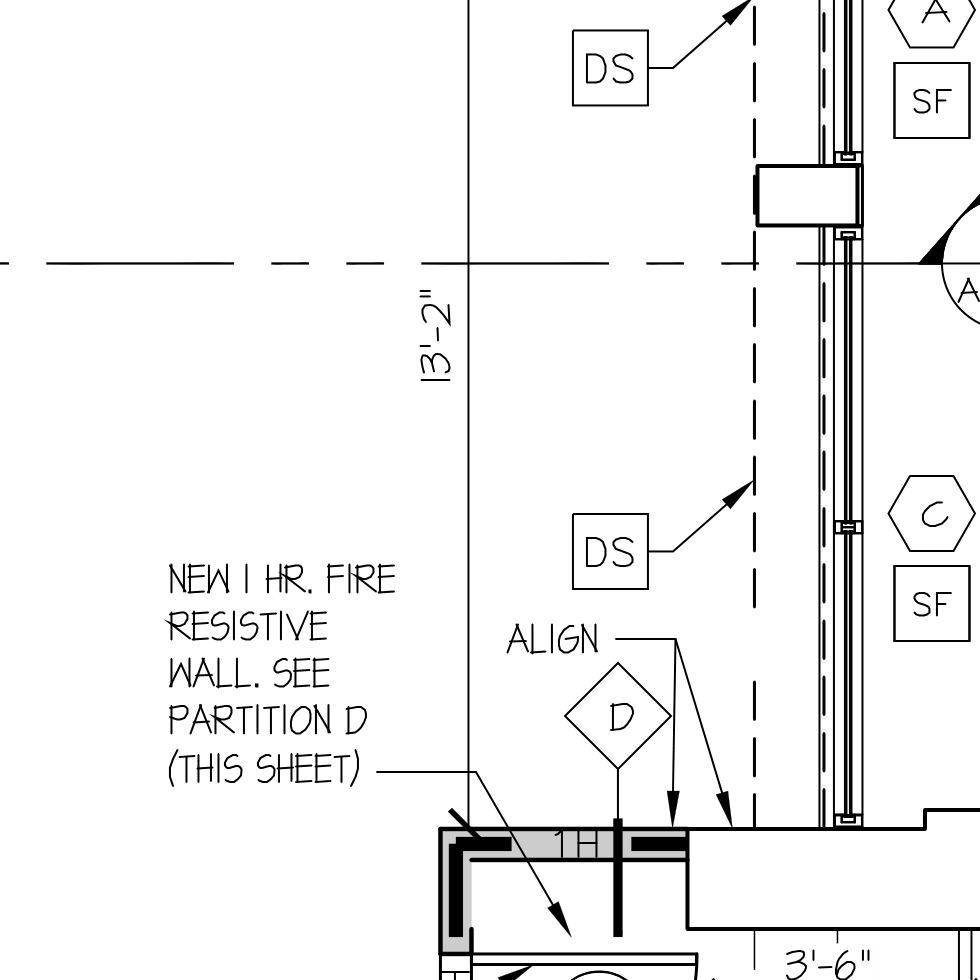 A
DS
SF
A
13'-2"
C
DS
SF
NEW 1 HR. FIRE
RESISTIVE
WALL. SEE
PARTITION D
(THIS SHEET)
ALIGN
D
1H
3'-6"